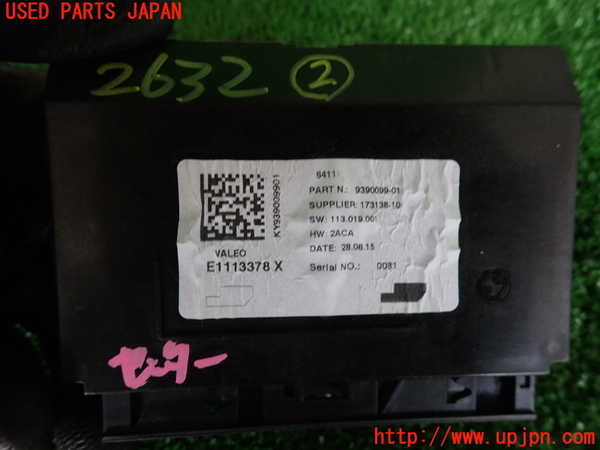 USED PARTS JAPAN
2632 ②
6411
PART N.: 9390099-01
SUPPLIER: 173138-10
SW: 113.019.001
HW: 2ACA
DATE: 28.06.15
Serial NO.: 0081
KY939009901
VALEO
E1113378 X
センター
http://www.upjpn.com/